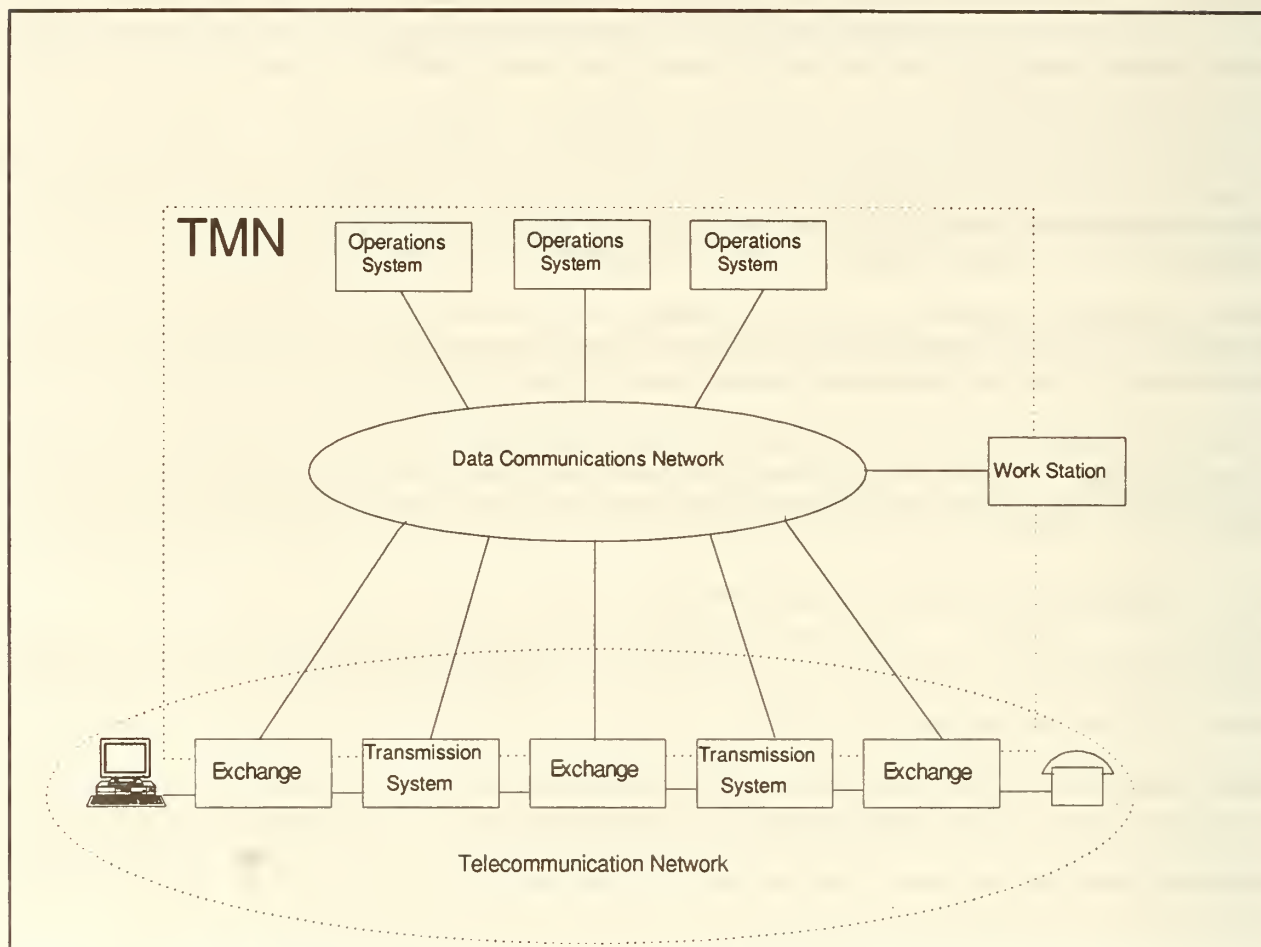 TMN
Operations
System
Operations
System
Operations
System
Data Communications Network
Work Station
Exchange
Transmission
System
Exchange
Transmission
System
Exchange
Telecommunication Network